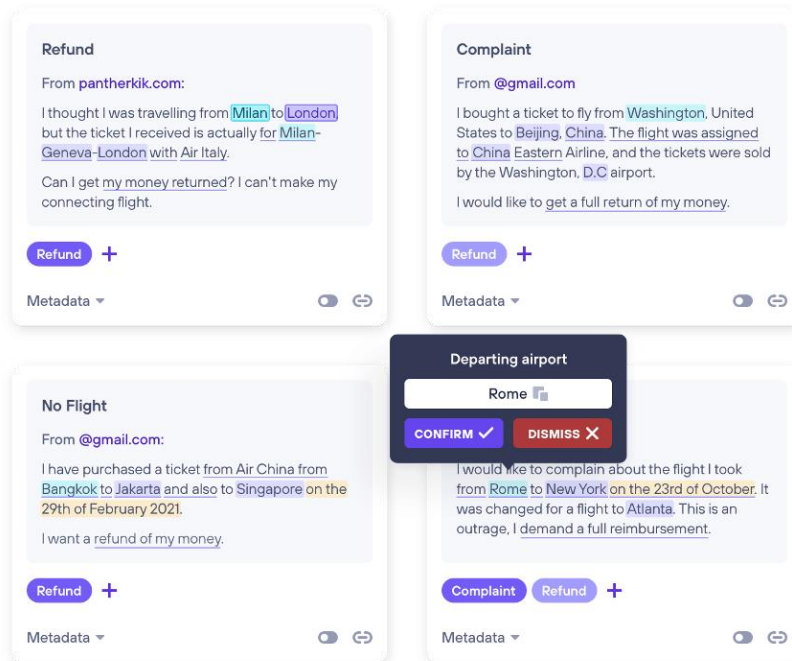 Refund
From pantherkik.com:
I thought I was travelling from Milan to London,
but the ticket I received is actually for Milan-
Geneva-London with Air Italy.
Can I get my money returned? I can't make my
connecting flight.
Refund +
Metadata
Complaint
From @gmail.com
I bought a ticket to fly from Washington, United
States to Beijing, China. The flight was assigned
to China Eastern Airline, and the tickets were sold
by the Washington, D.C airport.
I would like to get a full return of my money.
Refund +
Metadata
No Flight
From @gmail.com:
I have purchased a ticket from Air China from
Bangkok to Jakarta and also to Singapore on the
29th of February 2021.
I want a refund of my money.
Refund +
Metadata
Departing airport
Rome
CONFIRM
DISMISS
I would like to complain about the flight I took
from Rome to New York on the 23rd of October. It
was changed for a flight to Atlanta. This is an
outrage, I demand a full reimbursement.
Complaint Refund +
Metadata